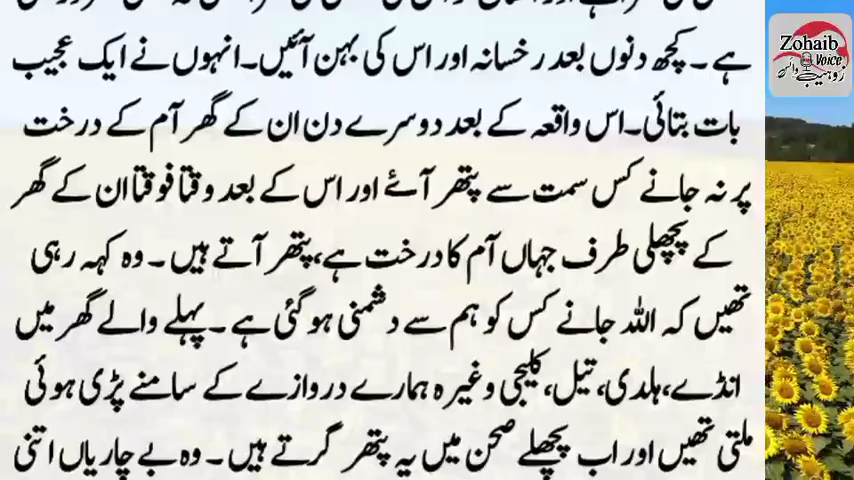 ہے۔ کچھ دنوں بعد رخسانہ اور اس کی بہن آئیں۔ انہوں نے ایک عجیب
بات بتائی۔ اس واقعہ کے بعد دوسرے دن ان کے گھر آم کے درخت
پر نہ جانے کس سمت سے پتھر آئے اور اس کے بعد وقتاً فوقتاً ان کے گھر
کے پچھلی طرف جہاں آم کا درخت ہے، پتھر آتے ہیں۔ وہ کہہ رہی
تھیں کہ اللہ جانے کس کو ہم سے دشمنی ہو گئی ہے۔ پہلے والے گھر میں
انڈے، ہلدی، تیل، کلیجی وغیرہ ہمارے دروازے کے سامنے پڑی ہوئی
ملتی تھیں اور اب پچھلے صحن میں یہ پتھر گرتے ہیں۔ وہ بے چاریاں اتنی
Zohaib
Voice
زوہیب وائس